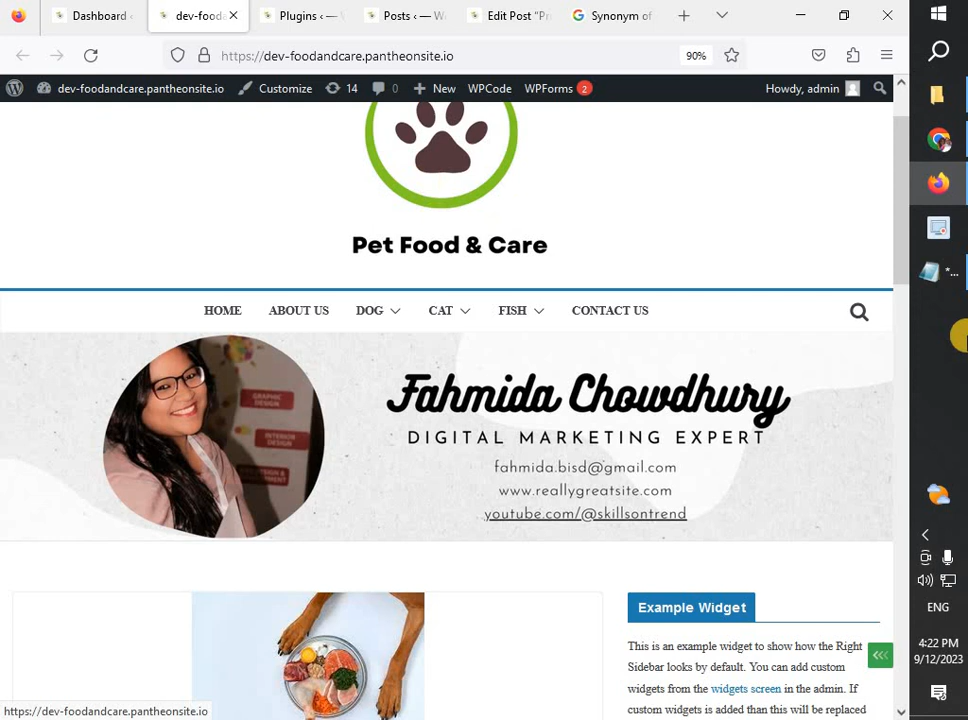 Dashboard
dev-food
Plugins ‹ —
Posts ‹ — W
Edit Post "Pr
Synonym of
https://dev-foodandcare.pantheonsite.io
90%
dev-foodandcare.pantheonsite.io
Customize
14
0
New
WPCode
WPForms
2
Howdy, admin
Pet Food & Care
HOME
ABOUT US
DOG
CAT
FISH
CONTACT US
Fahmida Chowdhury
DIGITAL MARKETING EXPERT
fahmida.bisd@gmail.com
www.reallygreatsite.com
youtube.com/@skillsontrend
GRAPHIC
DESIGN
INTERIOR
DESIGN
Example Widget
This is an example widget to show how the Right
Sidebar looks by default. You can add custom
widgets from the widgets screen in the admin. If
custom widgets is added than this will be replaced
https://dev-foodandcare.pantheonsite.io
*...
ENG
4:22 PM
9/12/2023